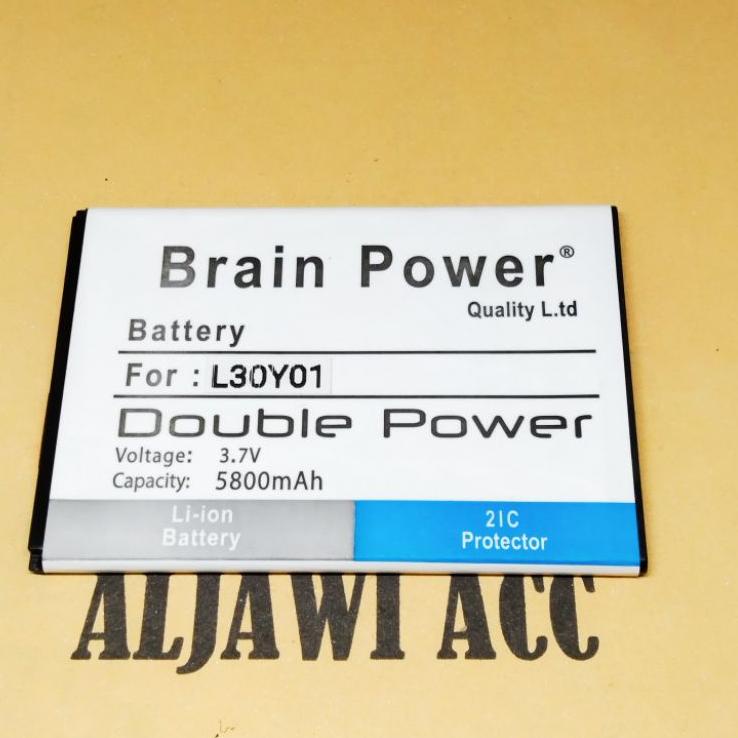 Brain Power®
Quality L.td
Battery
For : L30Y01
Double Power
Voltage: 3.7V
Capacity: 5800mAh
Li-ion
Battery
2IC
Protector
ALJAWI ACC